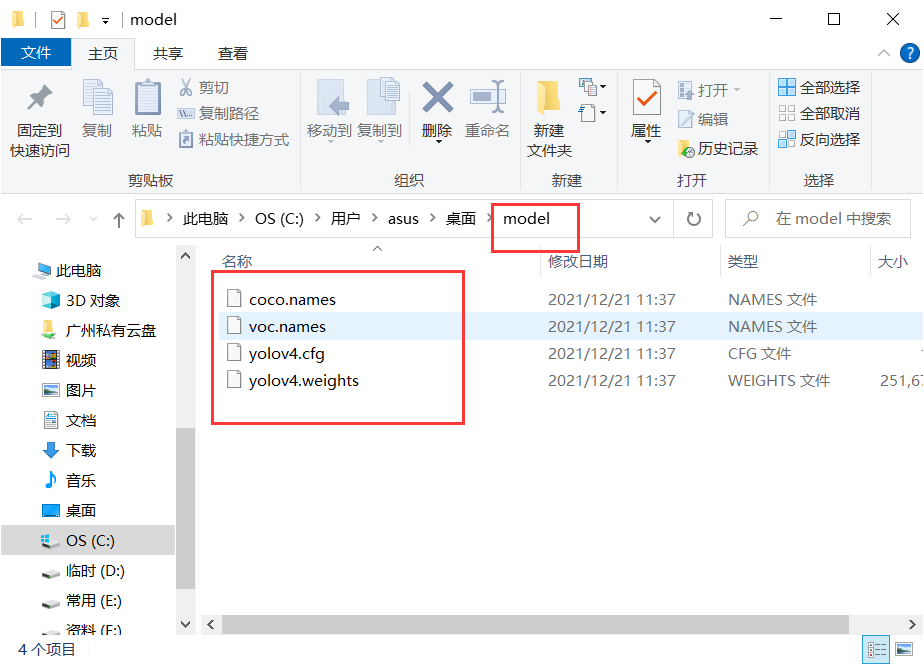 model
文件 主页 共享 查看
固定到快速访问 复制 粘贴 剪切 复制路径 粘贴快捷方式
移动到 复制到 删除 重命名
新建文件夹
属性 打开 编辑 历史记录
全部选择 全部取消 反向选择
剪贴板 组织 新建 打开 选择
此电脑 OS (C:) 用户 asus 桌面 model 在 model 中搜索
名称 修改日期 类型 大小
coco.names 2021/12/21 11:37 NAMES 文件
voc.names 2021/12/21 11:37 NAMES 文件
yolov4.cfg 2021/12/21 11:37 CFG 文件
yolov4.weights 2021/12/21 11:37 WEIGHTS 文件 251,67
此电脑
3D 对象
广州私有云盘
视频
图片
文档
下载
音乐
桌面
OS (C:)
临时 (D:)
常用 (E:)
资料 (F:)
4 个项目